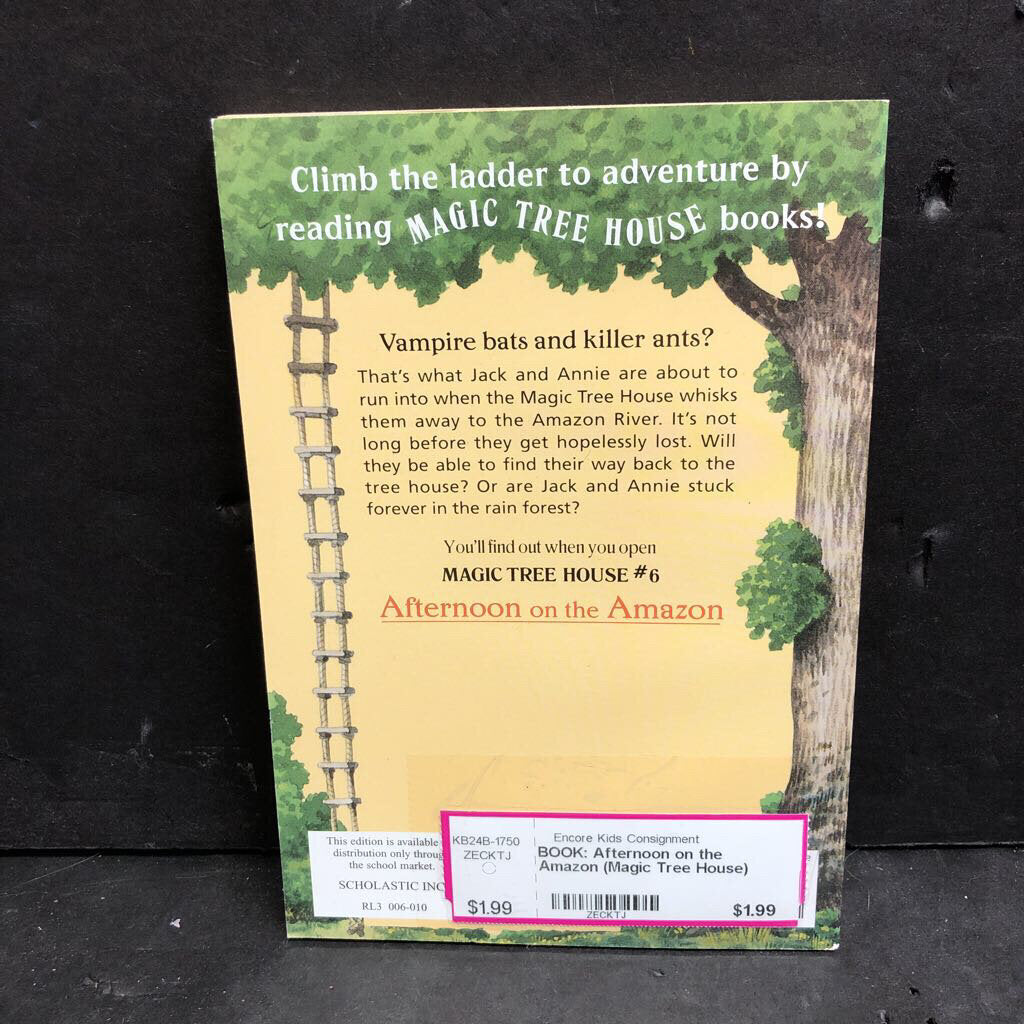 Climb the ladder to adventure by
reading MAGIC TREE HOUSE books!
Vampire bats and killer ants?
That's what Jack and Annie are about to
run into when the Magic Tree House whisks
them away to the Amazon River. It's not
long before they get hopelessly lost. Will
they be able to find their way back to the
tree house? Or are Jack and Annie stuck
forever in the rain forest?
You'll find out when you open
MAGIC TREE HOUSE #6
Afternoon on the Amazon
This edition is available
distribution only
the school market.
SCHOLASTIC INC
RL3 006-010
KB24B-1750
ZECKTJ
$1.99
Encore Kids Consignment
BOOK: Afternoon on the
Amazon (Magic Tree House)
ZECKTJ
$1.99